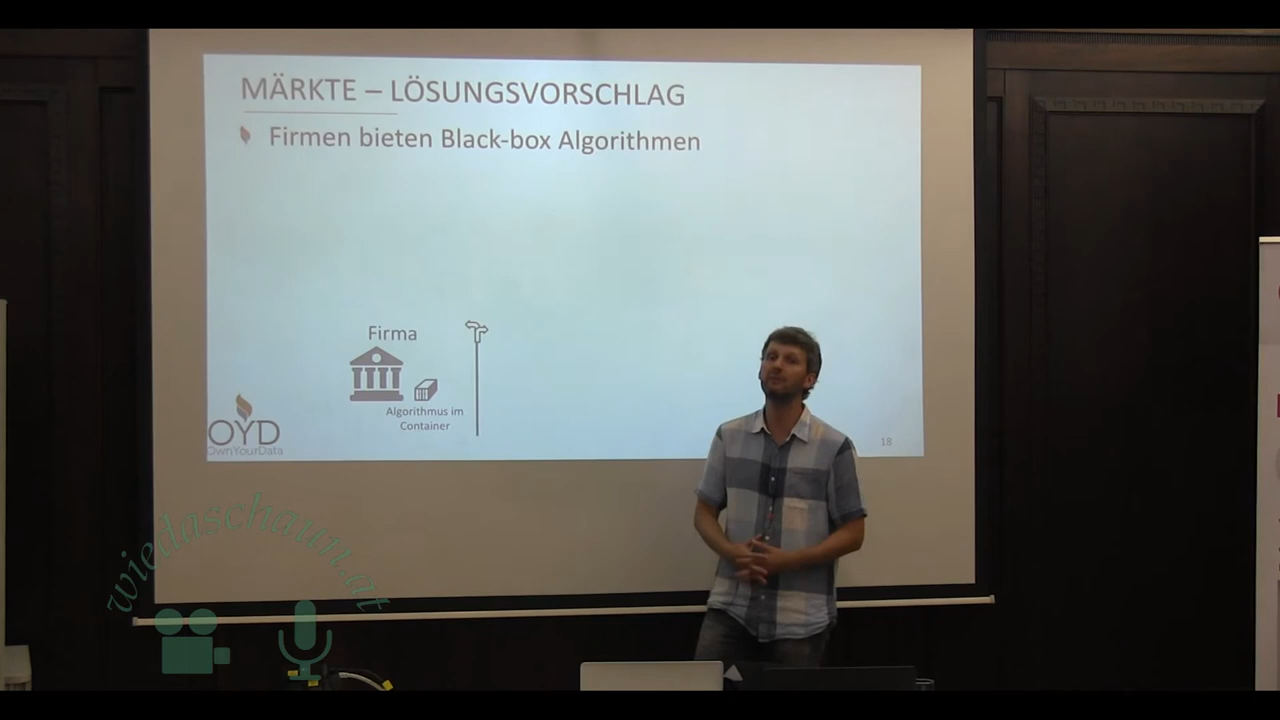 MÄRKTE – LÖSUNGSVORSCHLAG
Firmen bieten Black-box Algorithmen
Firma
Algorithmus im
Container
OYD
OwnYourData
18
wiedaschaun.at